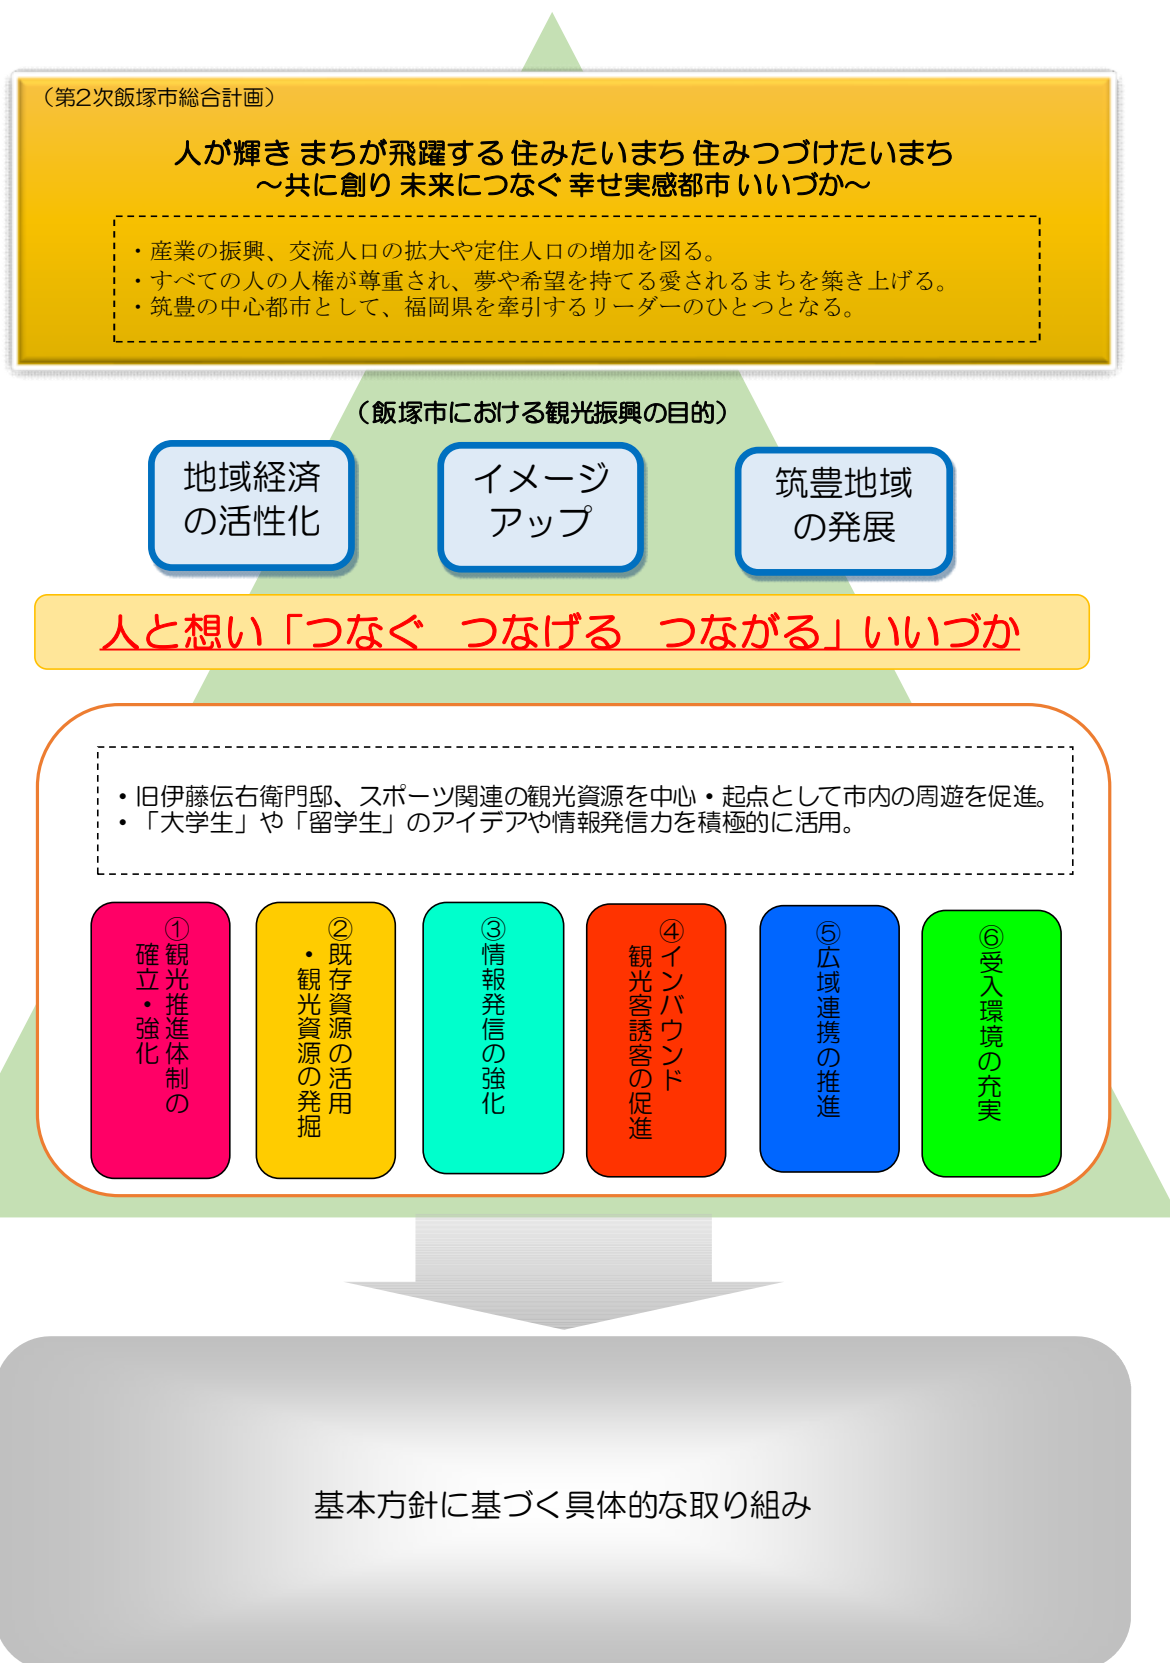 （第2次飯塚市総合計画）
人が輝き まちが飛躍する 住みたいまち 住みつづけたいまち
～共に創り 未来につなぐ 幸せ実感都市 いいづか～
・産業の振興、交流人口の拡大や定住人口の増加を図る。
・すべての人の人権が尊重され、夢や希望を持てる愛されるまちを築き上げる。
・筑豊の中心都市として、福岡県を牽引するリーダーのひとつとなる。
（飯塚市における観光振興の目的）
地域経済
の活性化
イメージ
アップ
筑豊地域
の発展
人と想い「つなぐ　つなげる　つながる」いいづか
・旧伊藤伝右衛門邸、スポーツ関連の観光資源を中心・起点として市内の周遊を促進。
・「大学生」や「留学生」のアイデアや情報発信力を積極的に活用。
①観光推進体制の
確立・強化
②既存資源の活用
・観光資源の発掘
③情報発信の強化
④インバウンド
観光客誘客の促進
⑤広域連携の推進
⑥受入環境の充実
基本方針に基づく具体的な取り組み